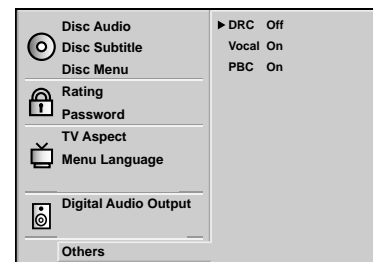 Disc Audio
Disc Subtitle
Disc Menu
Rating
Password
TV Aspect
Menu Language
Digital Audio Output
Others
DRC Off
Vocal On
PBC On